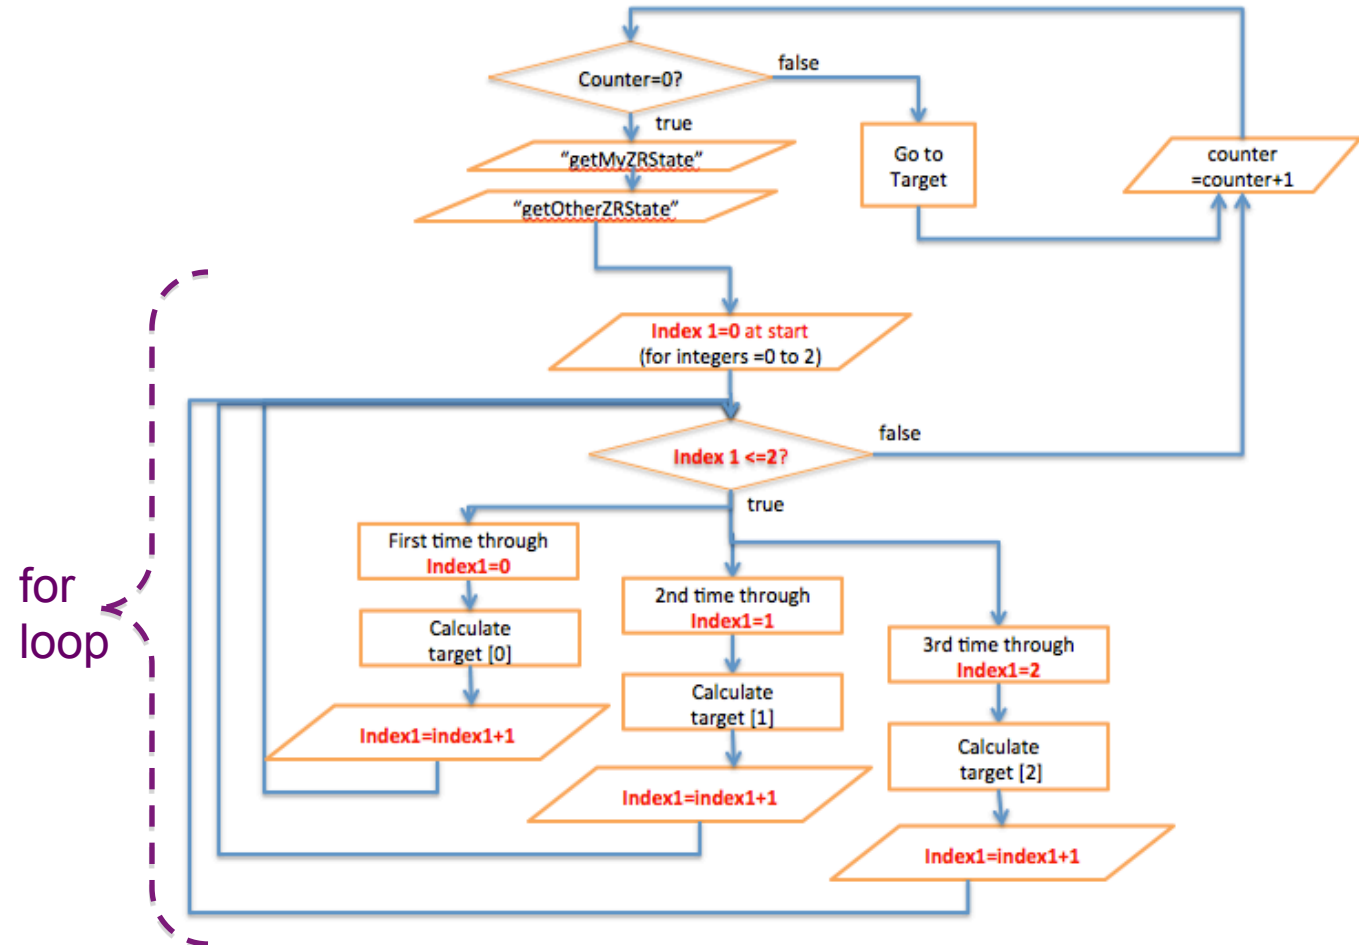 Counter=0?
false
true
"getMyZRState"
"getOtherZRState"
Go to
Target
counter
=counter+1
Index 1=0 at start
(for integers =0 to 2)
Index 1 <=2?
false
true
for
loop
First time through
Index1=0
Calculate
target [0]
Index1=index1+1
2nd time through
Index1=1
Calculate
target [1]
Index1=index1+1
3rd time through
Index1=2
Calculate
target [2]
Index1=index1+1